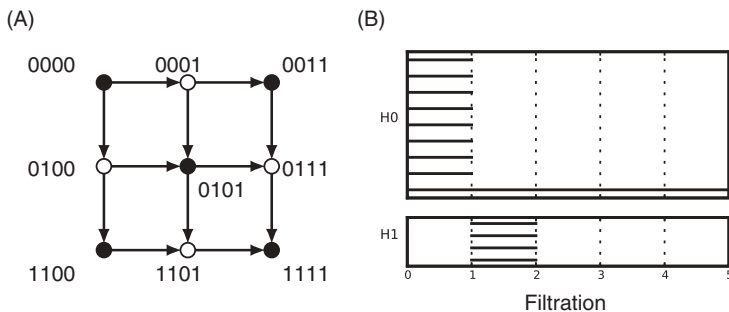 (A)
0000 0001 0011
0100 0111
0101
1100 1101 1111
(B)
H0
H1
0 1 2 3 4 5
Filtration